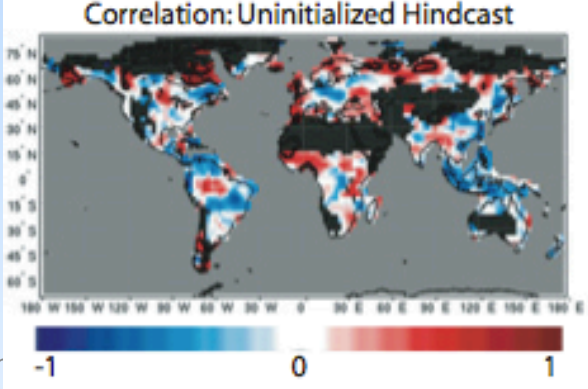 Correlation: Uninitialized Hindcast
75° N
60° N
45° N
30° N
15° N
0°
15° S
30° S
45° S
60° S
180 W 150 W 120 W 90 W 60 W 30 W 0 30 E 60 E 90 E 120 E 150 E 180 E
-1 0 1